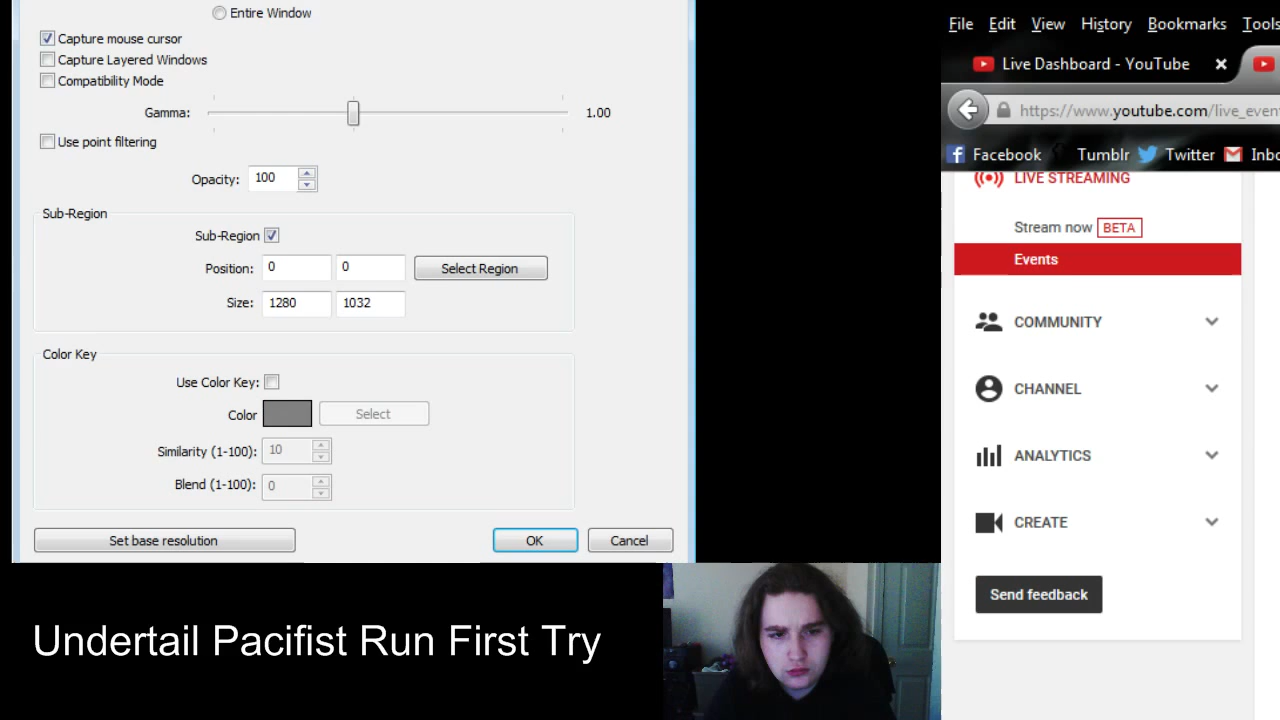 Entire Window
Capture mouse cursor
Capture Layered Windows
Compatibility Mode
Gamma:
1.00
Use point filtering
Opacity:
100
Sub-Region
Sub-Region
Position:
0
0
Select Region
Size:
1280
1032
Color Key
Use Color Key:
Color
Select
Similarity (1-100):
10
Blend (1-100):
0
Set base resolution
OK
Cancel
Undertail Pacifist Run First Try
File Edit View History Bookmarks Tools
Live Dashboard - YouTube
https://www.youtube.com/live_even
Facebook Tumblr Twitter Inbo
LIVE STREAMING
Stream now BETA
Events
COMMUNITY
CHANNEL
ANALYTICS
CREATE
Send feedback